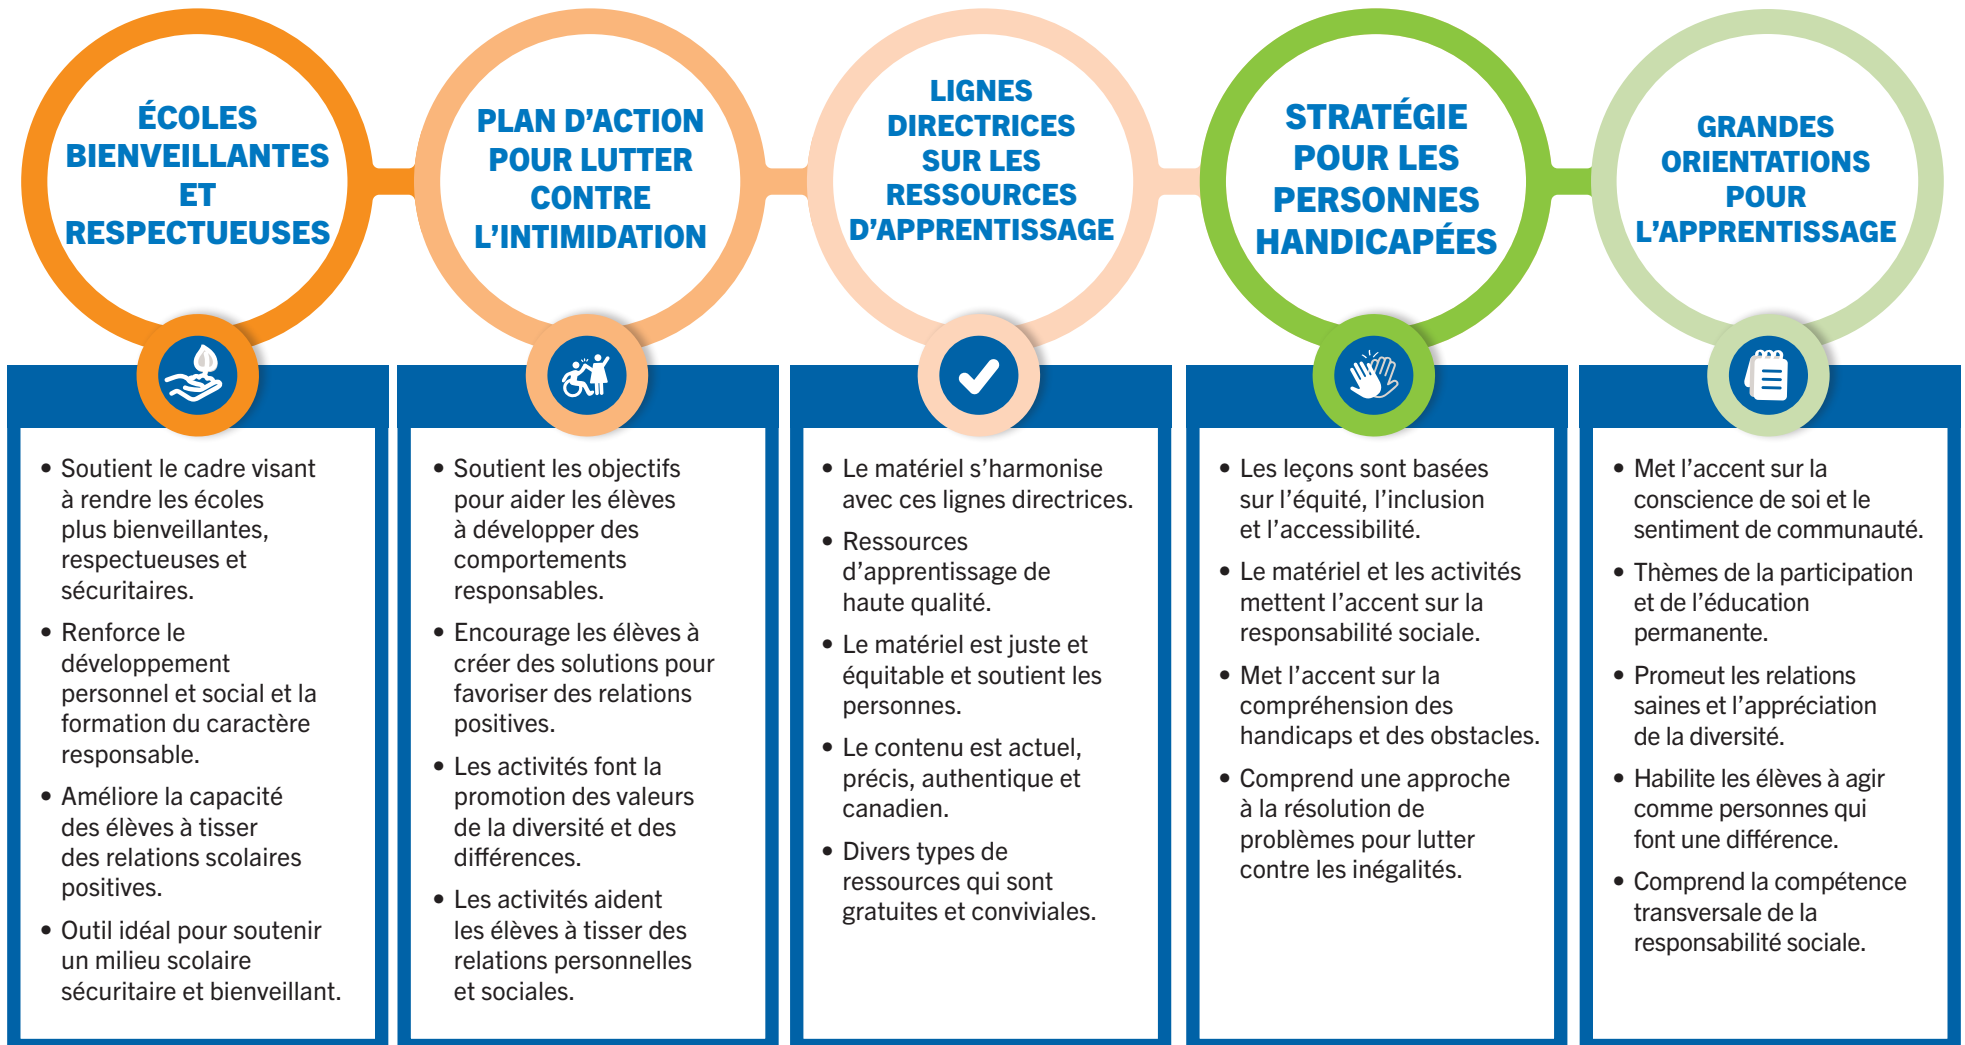 ÉCOLES
BIENVEILLANTES
ET
RESPECTUEUSES
• Soutient le cadre visant
à rendre les écoles
plus bienveillantes,
respectueuses et
sécuritaires.
• Renforce le
développement
personnel et social et la
formation du caractère
responsable.
• Améliore la capacité
des élèves à tisser
des relations scolaires
positives.
• Outil idéal pour soutenir
un milieu scolaire
sécuritaire et bienveillant.
PLAN D’ACTION
POUR LUTTER
CONTRE
L’INTIMIDATION
• Soutient les objectifs
pour aider les élèves
à développer des
comportements
responsables.
• Encourage les élèves à
créer des solutions pour
favoriser des relations
positives.
• Les activités font la
promotion des valeurs
de la diversité et des
différences.
• Les activités aident
les élèves à tisser des
relations personnelles
et sociales.
LIGNES
DIRECTRICES
SUR LES
RESSOURCES
D’APPRENTISSAGE
• Le matériel s’harmonise
avec ces lignes directrices.
• Ressources
d’apprentissage de
haute qualité.
• Le matériel est juste et
équitable et soutient les
personnes.
• Le contenu est actuel,
précis, authentique et
canadien.
• Divers types de
ressources qui sont
gratuites et conviviales.
STRATÉGIE
POUR LES
PERSONNES
HANDICAPÉES
• Les leçons sont basées
sur l’équité, l’inclusion
et l’accessibilité.
• Le matériel et les activités
mettent l’accent sur la
responsabilité sociale.
• Met l’accent sur la
compréhension des
handicaps et des obstacles.
• Comprend une approche
à la résolution de
problèmes pour lutter
contre les inégalités.
GRANDES
ORIENTATIONS
POUR
L’APPRENTISSAGE
• Met l’accent sur la
conscience de soi et le
sentiment de communauté.
• Thèmes de la participation
et de l’éducation
permanente.
• Promeut les relations
saines et l’appréciation
de la diversité.
• Habilite les élèves à agir
comme personnes qui
font une différence.
• Comprend la compétence
transversale de la
responsabilité sociale.